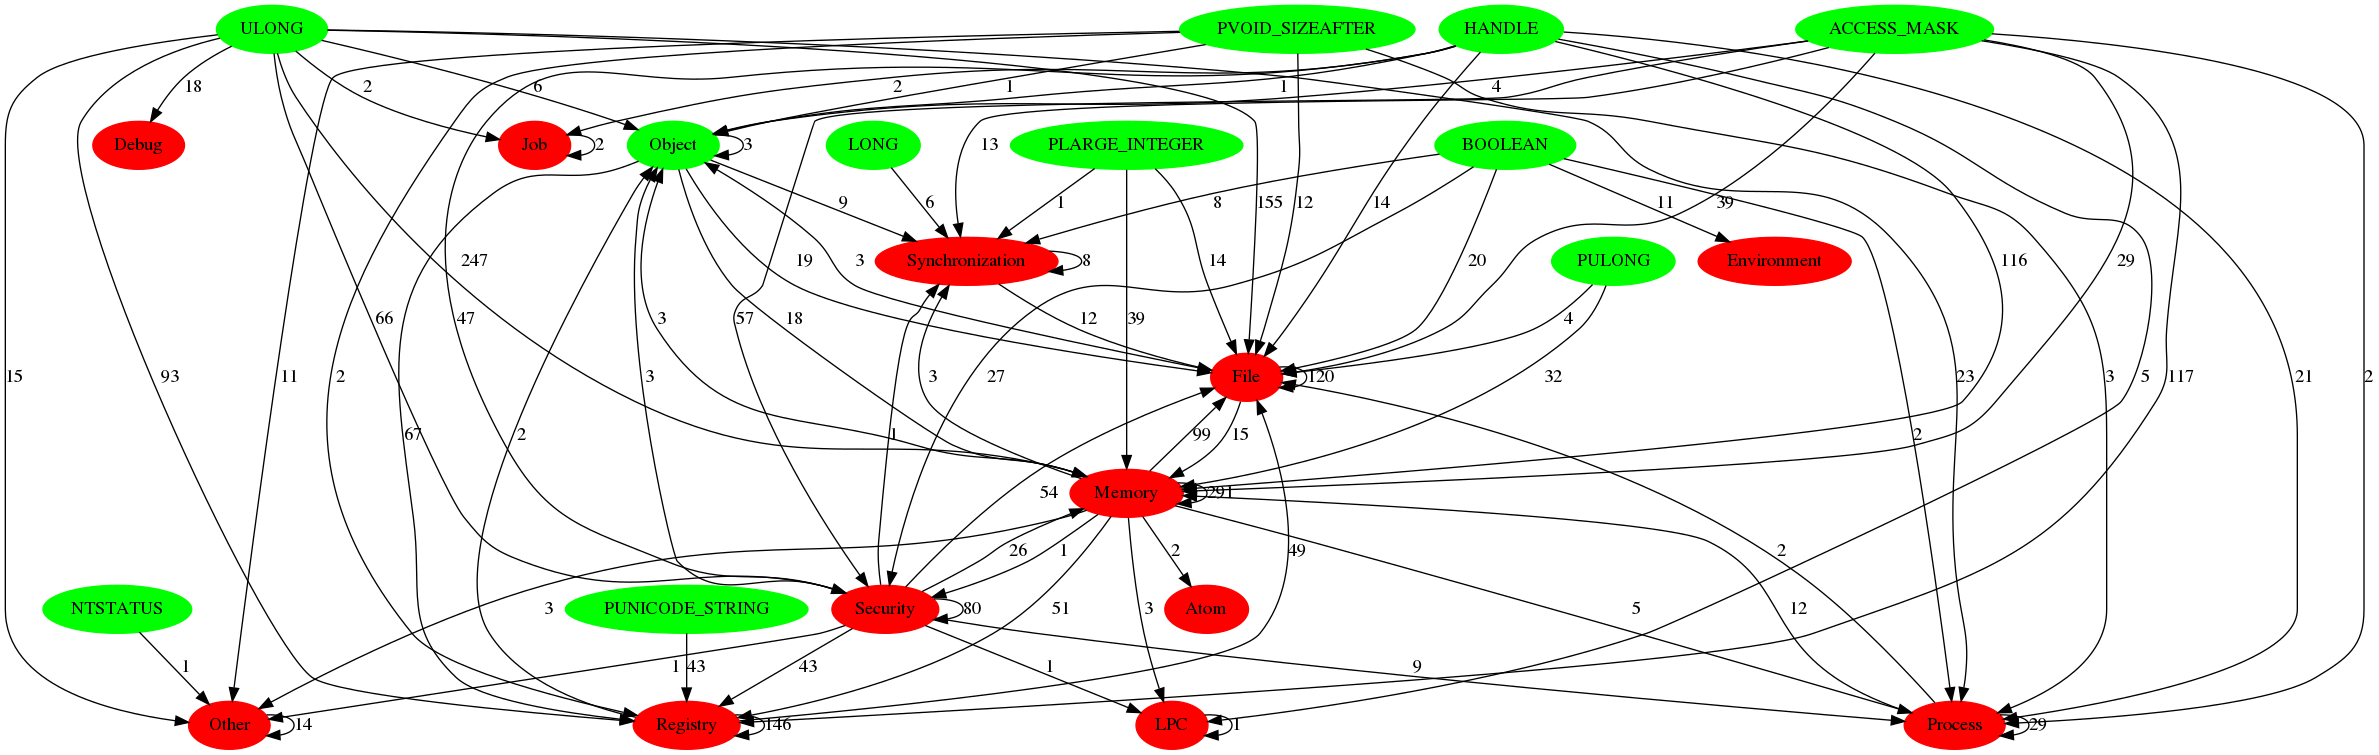 ULONG PVOID_SIZEAFTER HANDLE ACCESS_MASK
18 2 6 2 1 1 4
Debug Job 2 Object 3 LONG PLARGE_INTEGER BOOLEAN
13
9 6 1 8 155 12 14 11 39
247 Synchronization 8 19 3 14 20 PULONG Environment 116 29
66 47 3 18 57 12 39 4
15 93 11 2 3 3 27 File 120 32 23 3 5 117 21 2
67 2 1 99 15 2
54 Memory 291
26 1 2 49 2
NTSTATUS 3 PUNICODE_STRING Security 80 51 3 Atom 5 12
1 1 43 43 1 9
Other 14 Registry 146 LPC 1 Process 29